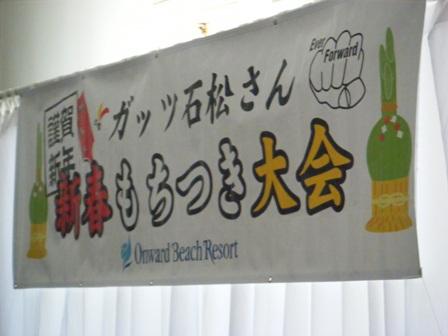 謹賀
新年
ガッツ石松さん
Ever
Forward
新春もちつき大会
Onward Beach Resort